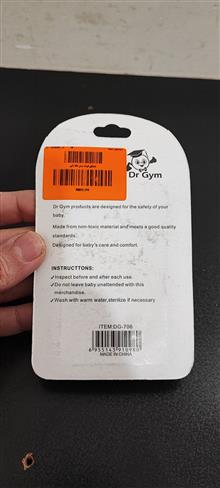 Dr Gym
Dr Gym products are designed for the safety of your
baby.
Made from non-toxic material and meets a good quality
standards.
Designed for baby's care and comfort.
INSTRUCTTONS:
✓Inspect before and after each use.
✓Do not leave baby unattended with this
merchandise.
✓Wash with warm water,sterilize if necessary
ITEM:DG-706
MADE IN CHINA